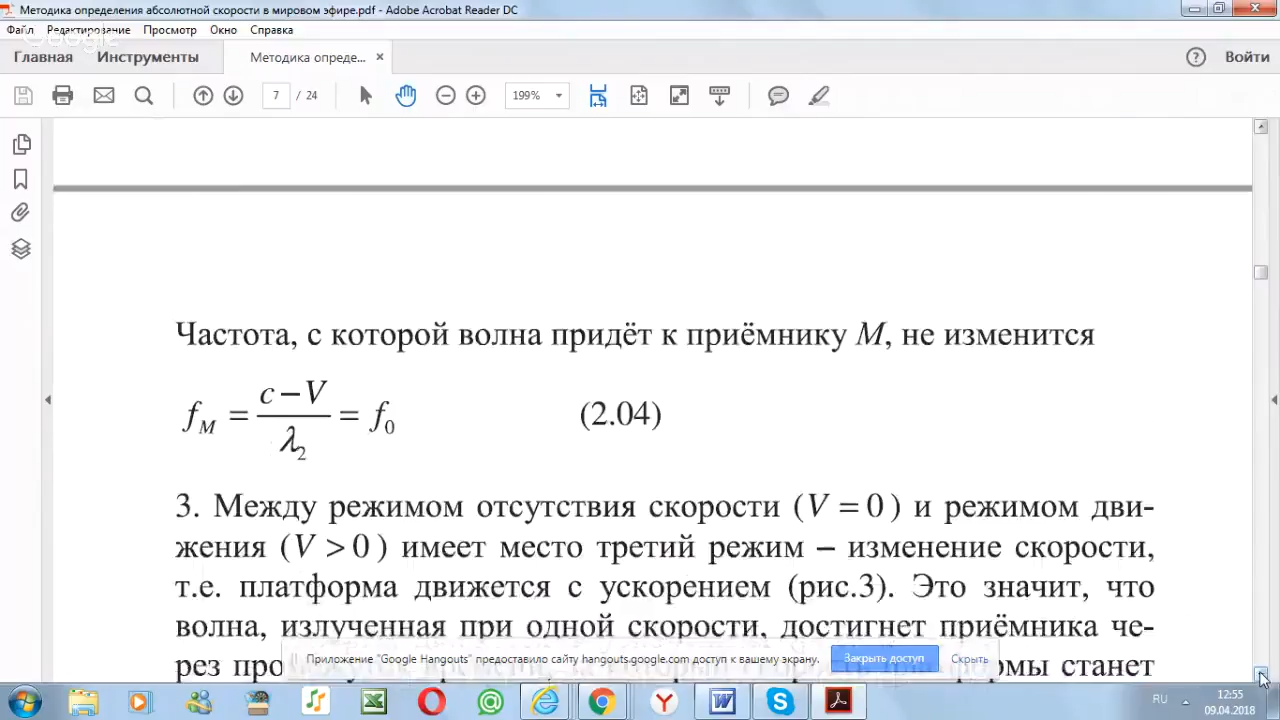 Методика определения абсолютной скорости в мировом эфире.pdf - Adobe Acrobat Reader DC
Файл Редактирование Просмотр Окно Справка
Google
Главная Инструменты Методика опреде... × ? Войти
7 / 24 199%
Частота, с которой волна придёт к приёмнику M, не изменится
f_M = (c − V) / λ_2 = f_0 (2.04)
3. Между режимом отсутствия скорости (V = 0) и режимом дви-
жения (V > 0) имеет место третий режим – изменение скорости,
т.е. платформа движется с ускорением (рис.3). Это значит, что
волна, излученная при одной скорости, достигнет приёмника че-
рез станет
Приложение "Google Hangouts" предоставило сайту hangouts.google.com доступ к вашему экрану. Закрыть доступ Скрыть
RU 12:55
09.04.2018